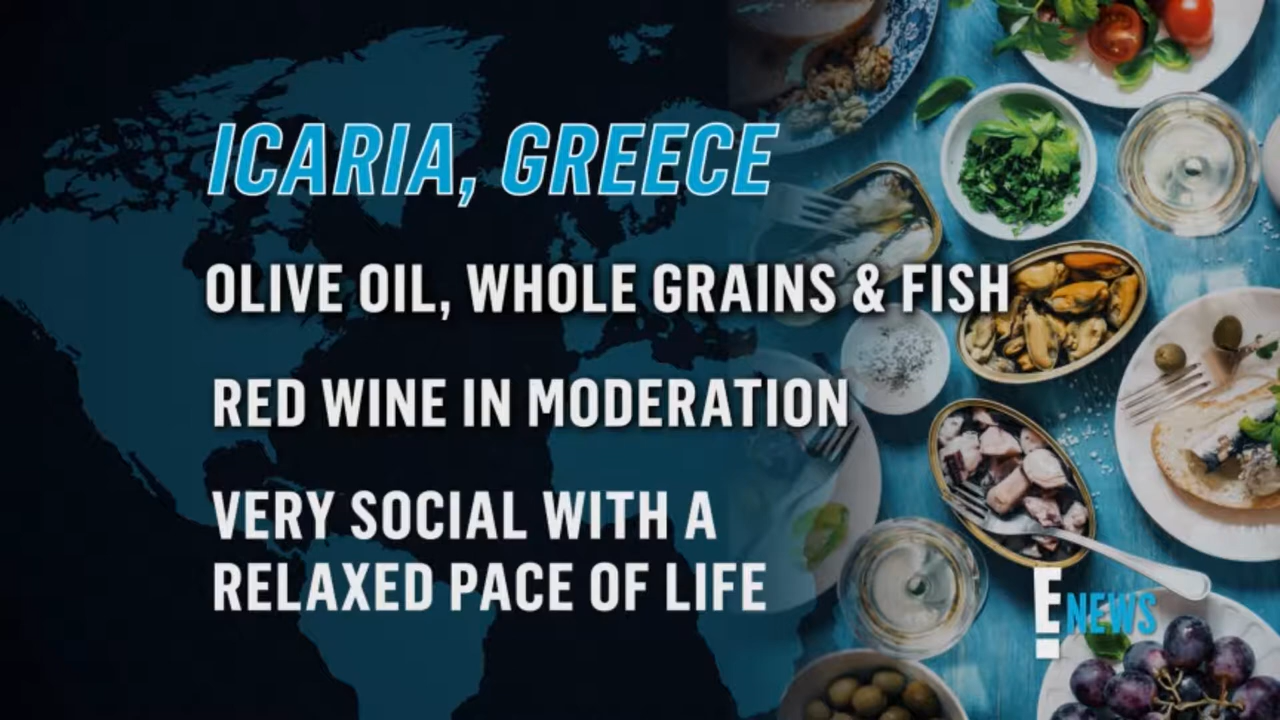 ICARIA, GREECE
OLIVE OIL, WHOLE GRAINS & FISH
RED WINE IN MODERATION
VERY SOCIAL WITH A
RELAXED PACE OF LIFE
E NEWS